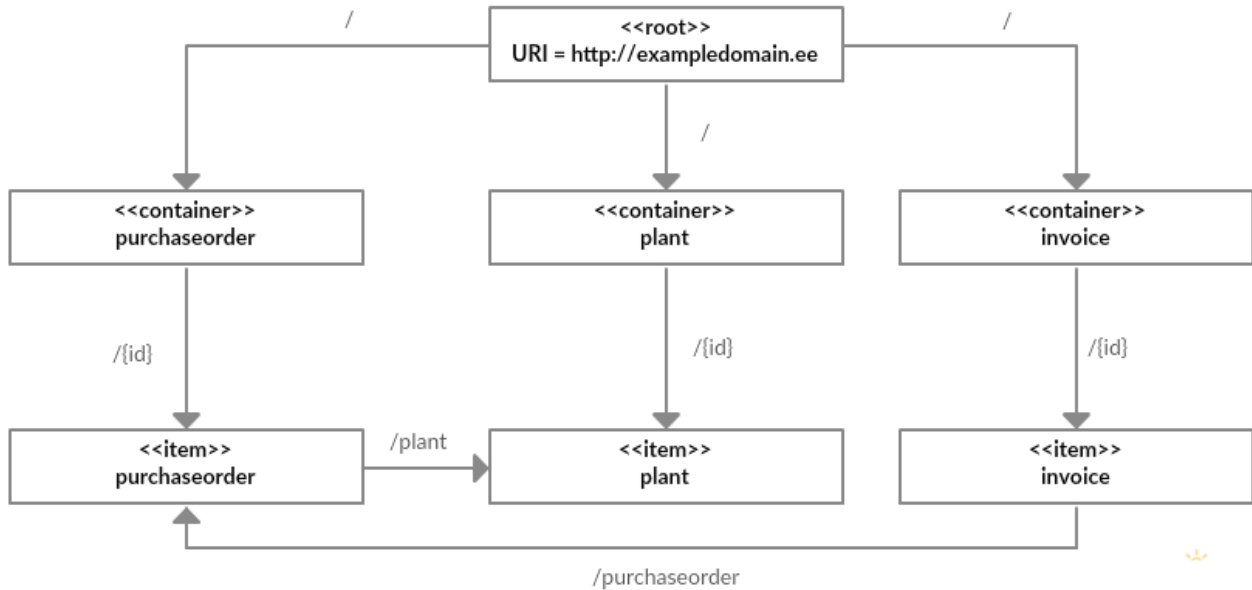 /
<<root>>
URI = http://exampledomain.ee
/
/
<<container>>
purchaseorder
<<container>>
plant
<<container>>
invoice
/{id}
/{id}
/{id}
<<item>>
purchaseorder
/plant
<<item>>
plant
<<item>>
invoice
/purchaseorder